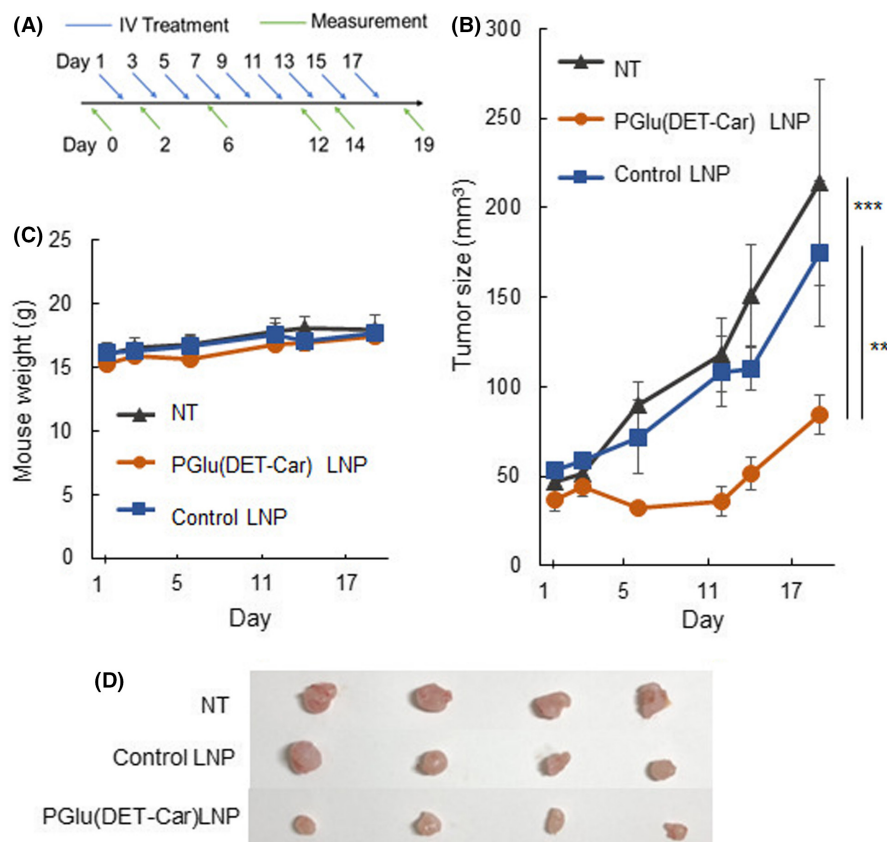 (A)
IV Treatment
Measurement
Day 1 3 5 7 9 11 13 15 17
Day 0 2 6 12 14 19
(B)
300
250
200
150
100
50
0
Tumor size (mm³)
NT
PGlu(DET-Car) LNP
Control LNP
***
**
1 5 11 17
Day
(C)
25
20
15
10
5
0
Mouse weight (g)
NT
PGlu(DET-Car) LNP
Control LNP
1 5 11 17
Day
(D)
NT
Control LNP
PGlu(DET-Car)LNP